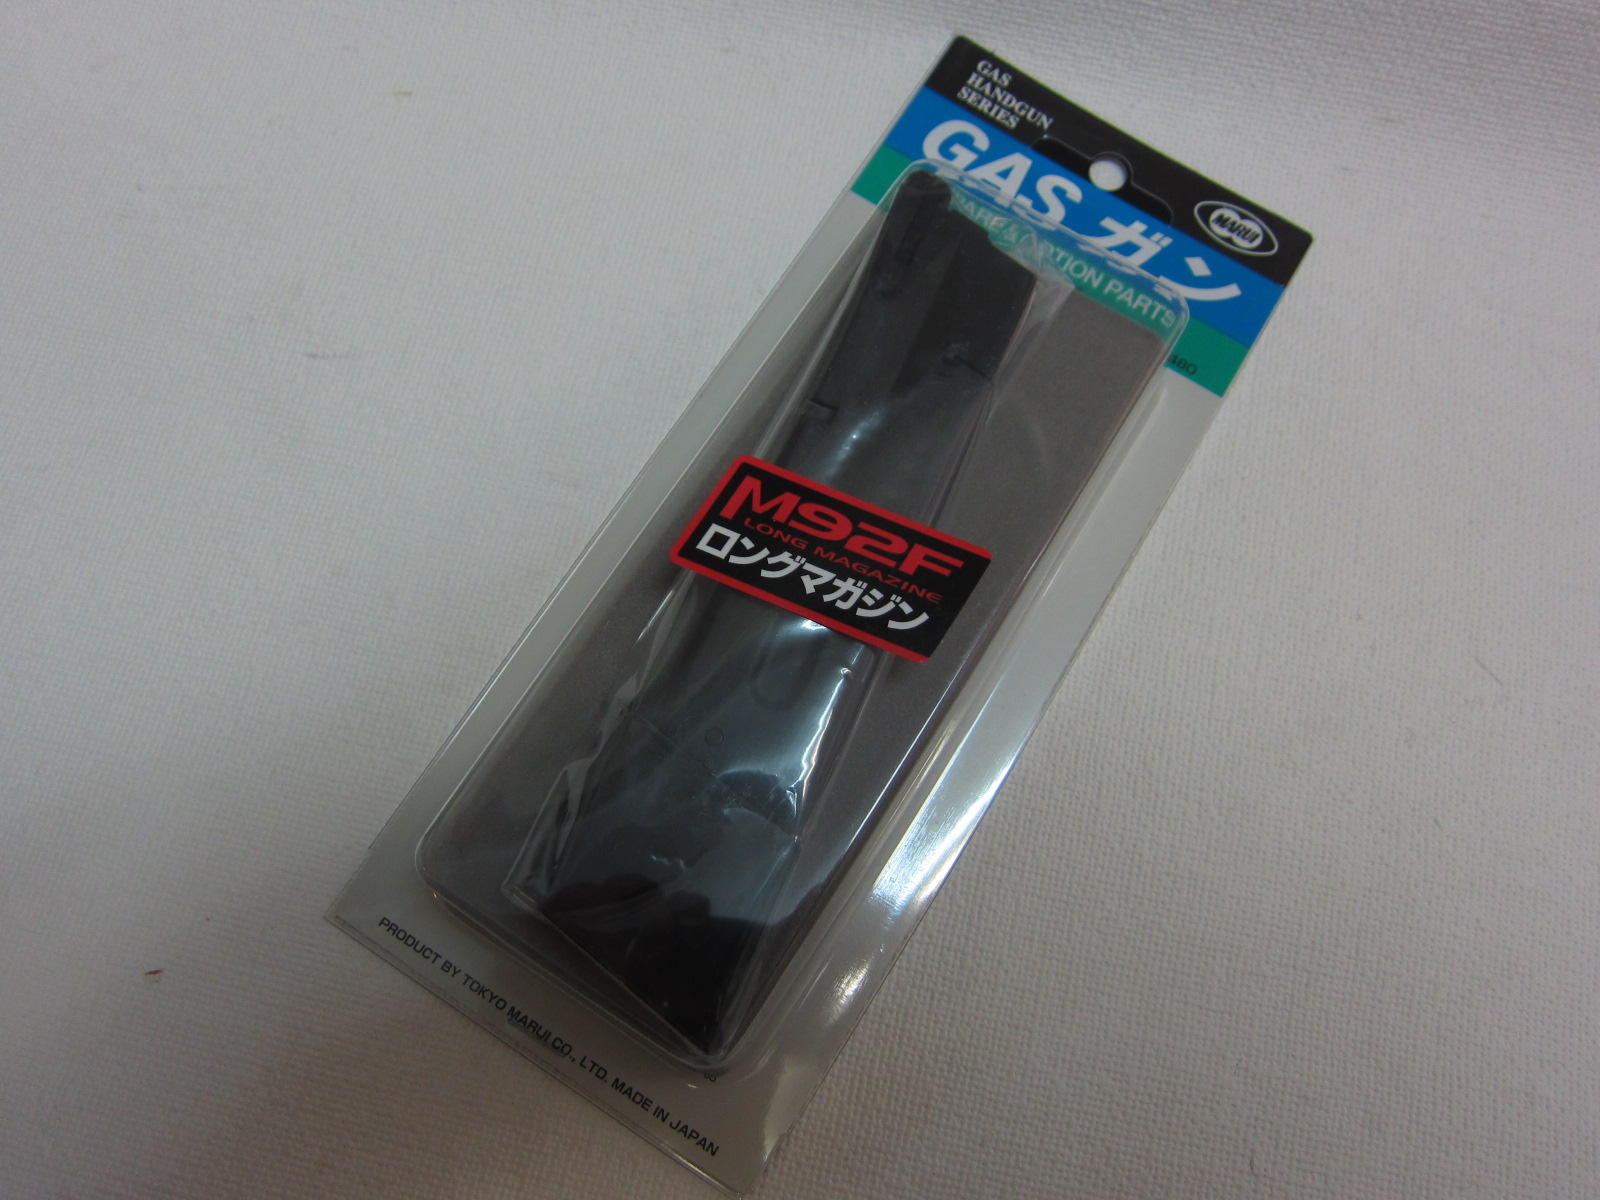 GAS
HANDGUN
SERIES
MARUI
GAS ガン
OPTION PARTS
480
M92F
LONG MAGAZINE
ロングマガジン
PRODUCT BY TOKYO MARUI CO., LTD. MADE IN JAPAN